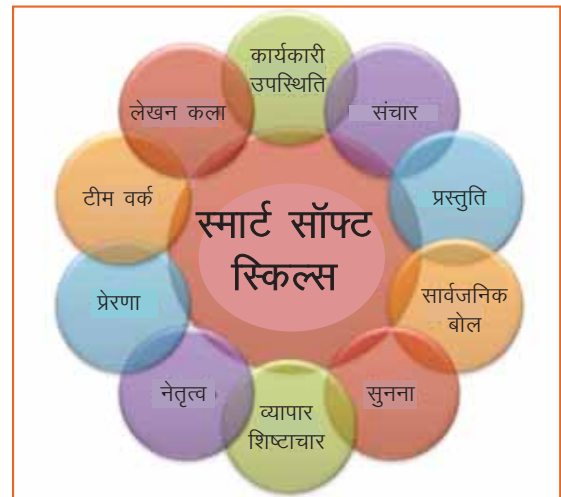 कार्यकारी
उपस्थिति
संचार
प्रस्तुति
सार्वजनिक
बोल
सुनना
व्यापार
शिष्टाचार
नेतृत्व
प्रेरणा
टीम वर्क
लेखन कला
स्मार्ट सॉफ्ट
स्किल्स